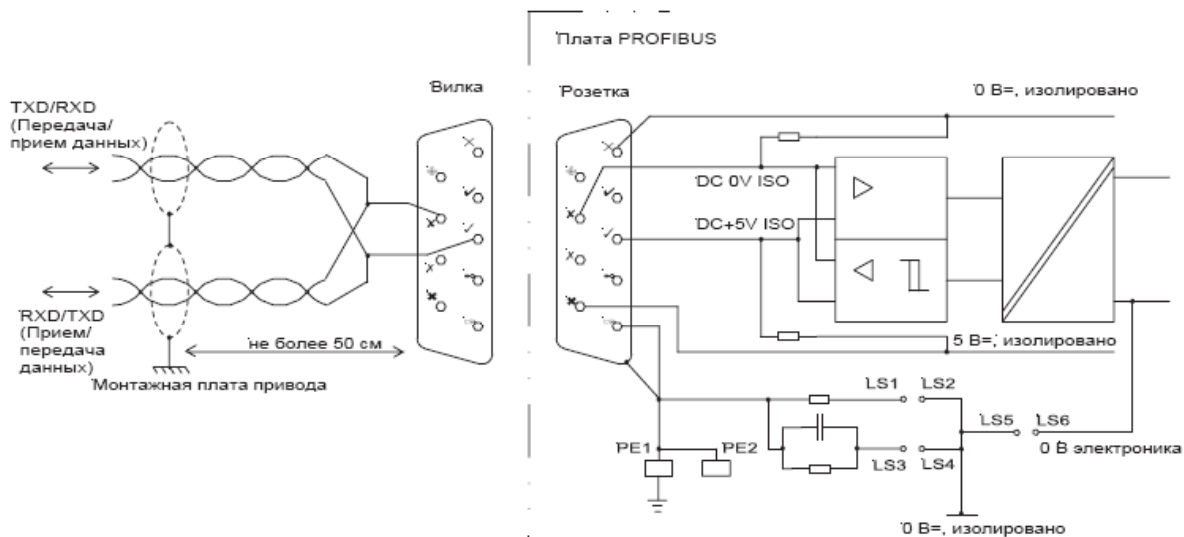 Плата PROFIBUS
Вилка
Розетка
0 В=, изолировано
TXD/RXD
(Передача/
прием данных)
DC 0V ISO
DC+5V ISO
RXD/TXD
(Прием/
передача
данных)
не более 50 см
5 В=, изолировано
Монтажная плата привода
LS1
LS2
LS5
LS6
PE1
PE2
LS3
LS4
0 В электроника
0 В=, изолировано